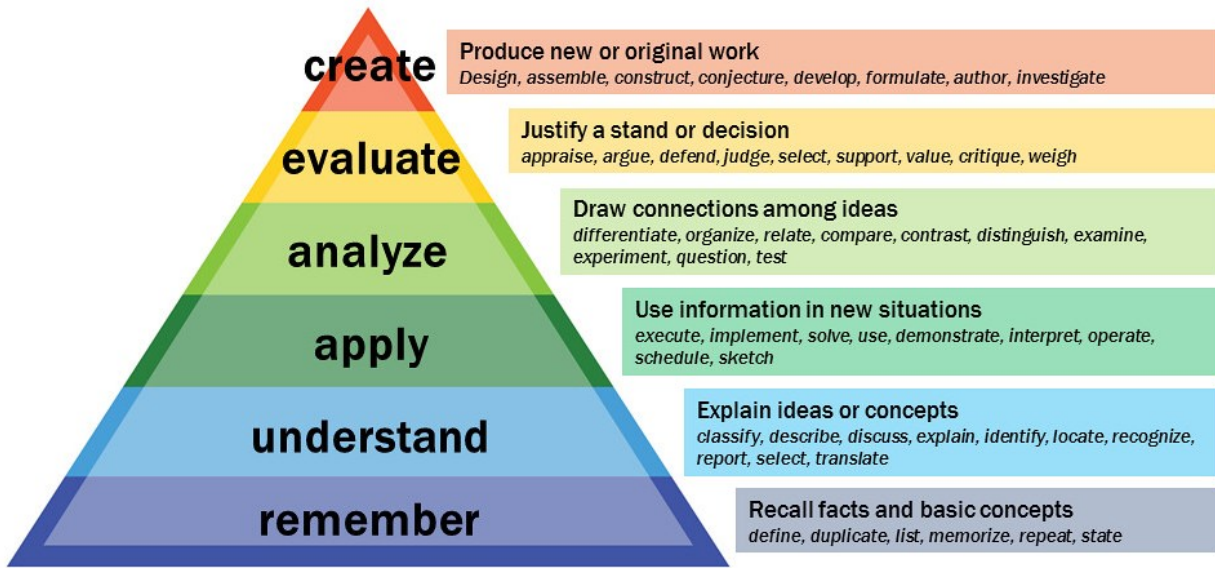 create
Produce new or original work
Design, assemble, construct, conjecture, develop, formulate, author, investigate
evaluate
Justify a stand or decision
appraise, argue, defend, judge, select, support, value, critique, weigh
analyze
Draw connections among ideas
differentiate, organize, relate, compare, contrast, distinguish, examine,
experiment, question, test
apply
Use information in new situations
execute, implement, solve, use, demonstrate, interpret, operate,
schedule, sketch
understand
Explain ideas or concepts
classify, describe, discuss, explain, identify, locate, recognize,
report, select, translate
remember
Recall facts and basic concepts
define, duplicate, list, memorize, repeat, state